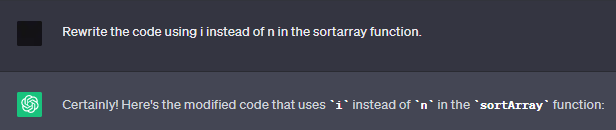 Rewrite the code using i instead of n in the sortarray function.
Certainly! Here's the modified code that uses `i` instead of `n` in the `sortArray` function: